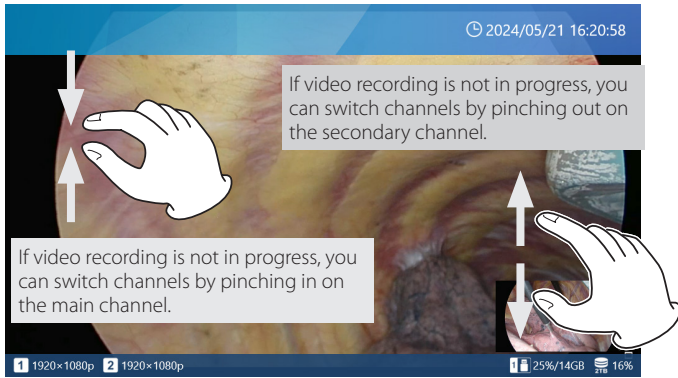 2024/05/21 16:20:58
If video recording is not in progress, you
can switch channels by pinching out on
the secondary channel.
If video recording is not in progress, you
can switch channels by pinching in on
the main channel.
1 1920×1080p 2 1920×1080p
1 25%/14GB 2TB 16%